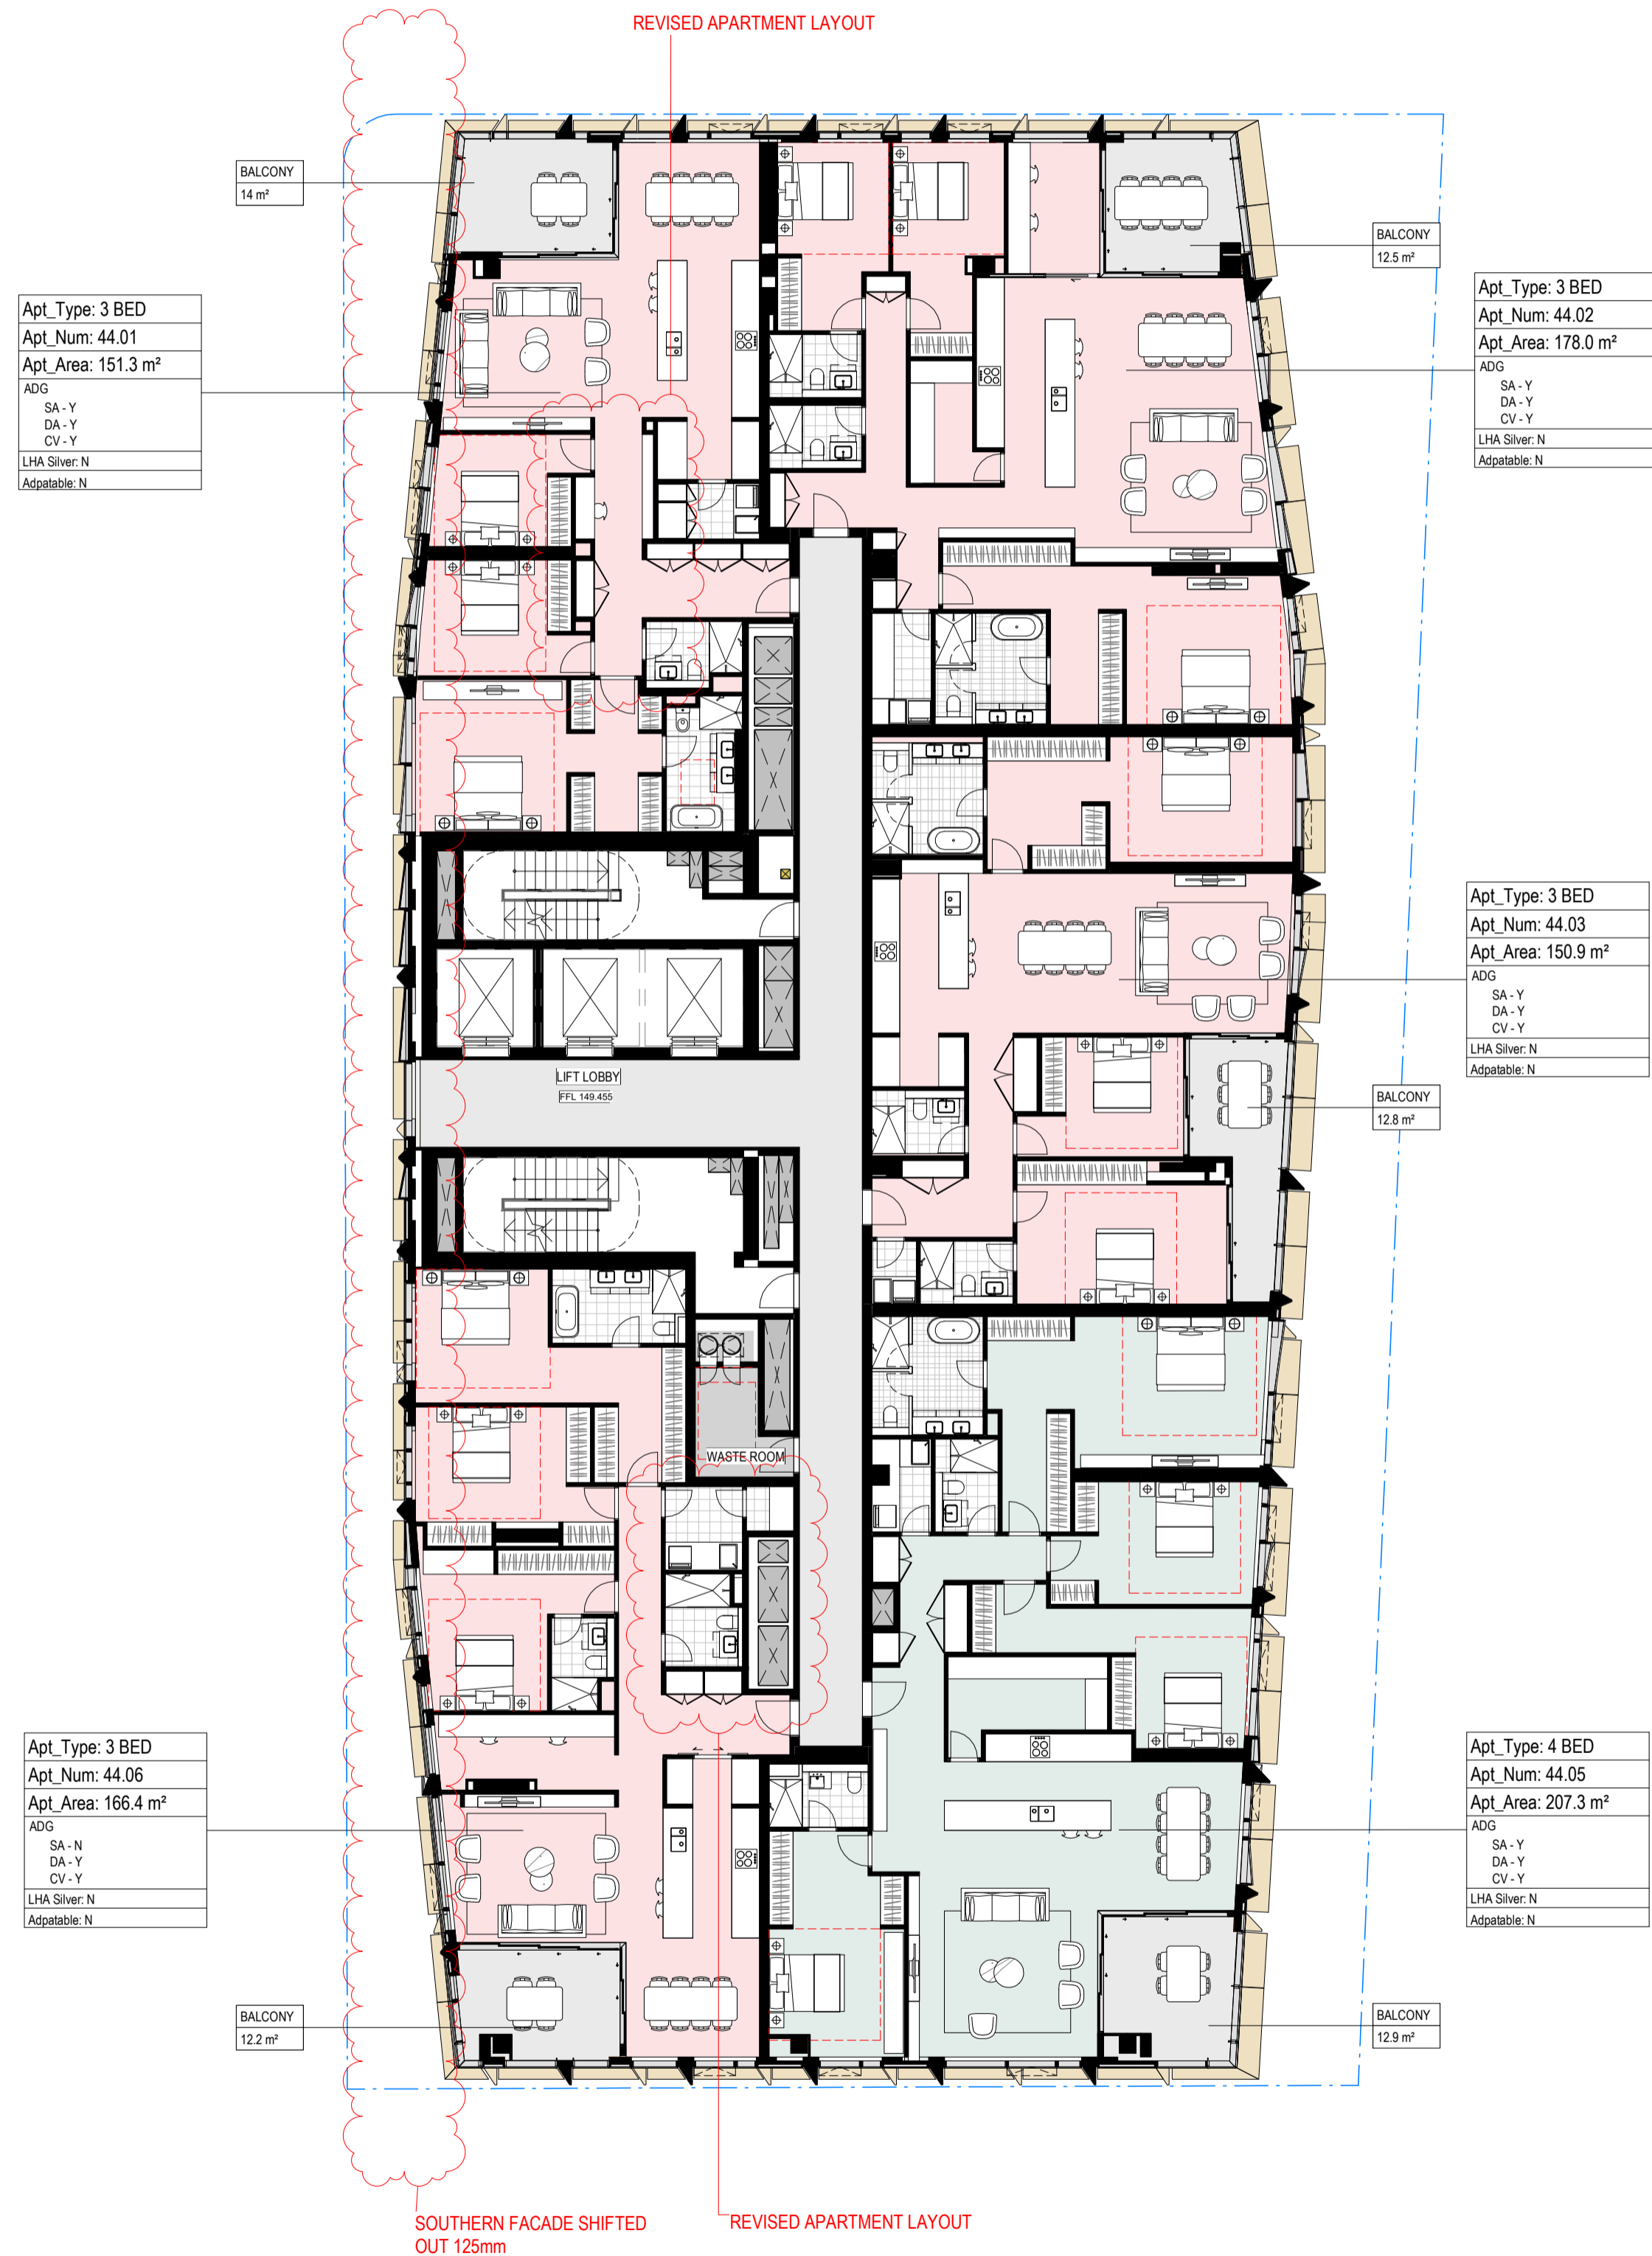 REVISED APARTMENT LAYOUT
BALCONY
14 m²
BALCONY
12.5 m²
Apt_Type: 3 BED
Apt_Num: 44.01
Apt_Area: 151.3 m²
ADG
SA - Y
DA - Y
CV - Y
LHA Silver: N
Adpatable: N
Apt_Type: 3 BED
Apt_Num: 44.02
Apt_Area: 178.0 m²
ADG
SA - Y
DA - Y
CV - Y
LHA Silver: N
Adpatable: N
Apt_Type: 3 BED
Apt_Num: 44.03
Apt_Area: 150.9 m²
ADG
SA - Y
DA - Y
CV - Y
LHA Silver: N
Adpatable: N
LIFT LOBBY
FFL 149.455
BALCONY
12.8 m²
WASTE ROOM
Apt_Type: 3 BED
Apt_Num: 44.06
Apt_Area: 166.4 m²
ADG
SA - N
DA - Y
CV - Y
LHA Silver: N
Adpatable: N
Apt_Type: 4 BED
Apt_Num: 44.05
Apt_Area: 207.3 m²
ADG
SA - Y
DA - Y
CV - Y
LHA Silver: N
Adpatable: N
BALCONY
12.2 m²
BALCONY
12.9 m²
SOUTHERN FACADE SHIFTED
OUT 125mm
REVISED APARTMENT LAYOUT